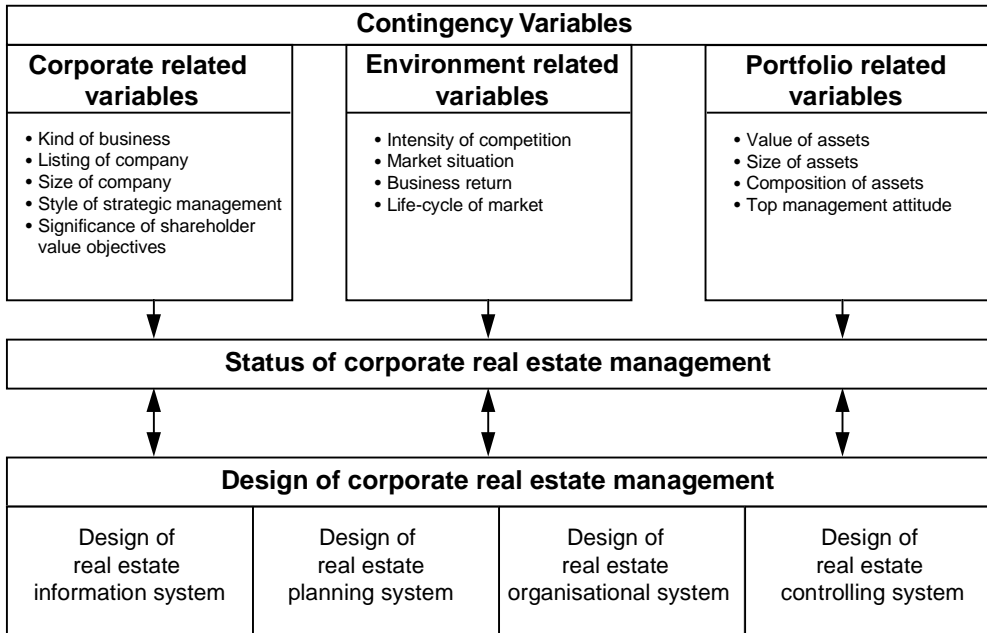 Contingency Variables
Corporate related
variables
• Kind of business
• Listing of company
• Size of company
• Style of strategic management
• Significance of shareholder
value objectives
Environment related
variables
• Intensity of competition
• Market situation
• Business return
• Life-cycle of market
Portfolio related
variables
• Value of assets
• Size of assets
• Composition of assets
• Top management attitude
Status of corporate real estate management
Design of corporate real estate management
Design of
real estate
information system
Design of
real estate
planning system
Design of
real estate
organisational system
Design of
real estate
controlling system